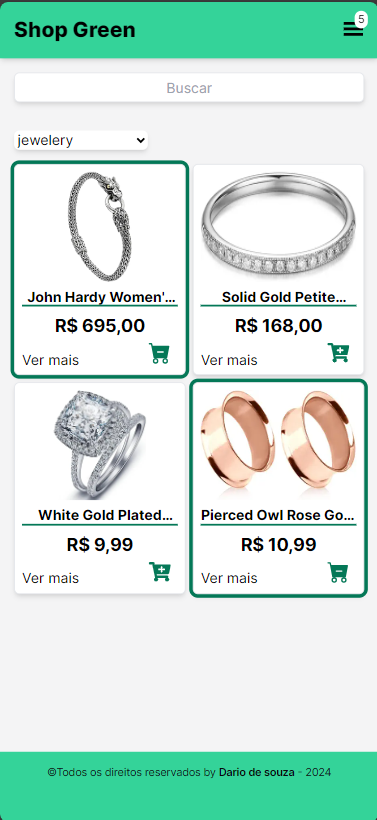 Shop Green
5
Buscar
jewelery
John Hardy Women'...
Solid Gold Petite...
R$ 695,00
R$ 168,00
Ver mais
Ver mais
White Gold Plated...
Pierced Owl Rose Go...
R$ 9,99
R$ 10,99
Ver mais
Ver mais
©Todos os direitos reservados by Dario de souza - 2024